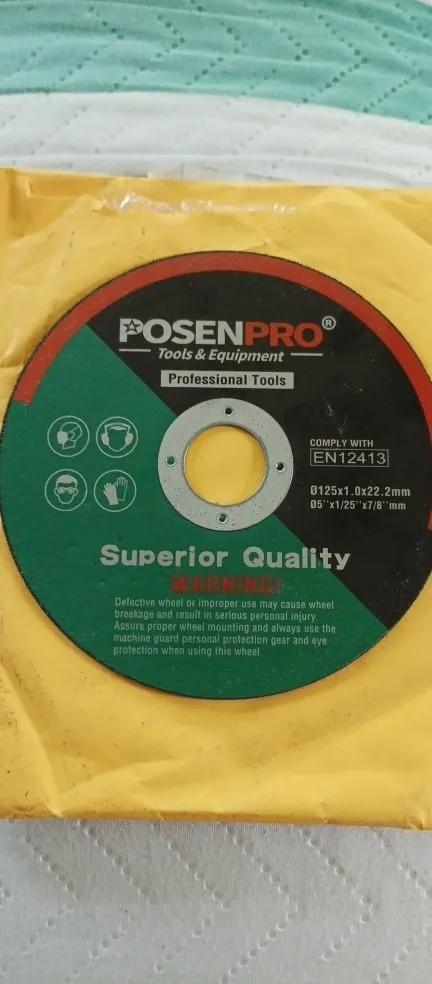 POSENPRO®
Tools & Equipment
Professional Tools
COMPLY WITH
EN12413
Ø125x1.0x22.2mm
Ø5''x1/25''x7/8''mm
Superior Quality
WARNING!
Defective wheel or improper use may cause wheel
breakage and result in serious personal injury.
Assure proper wheel mounting and always use the
machine guard personal protection gear and eye
protection when using this wheel